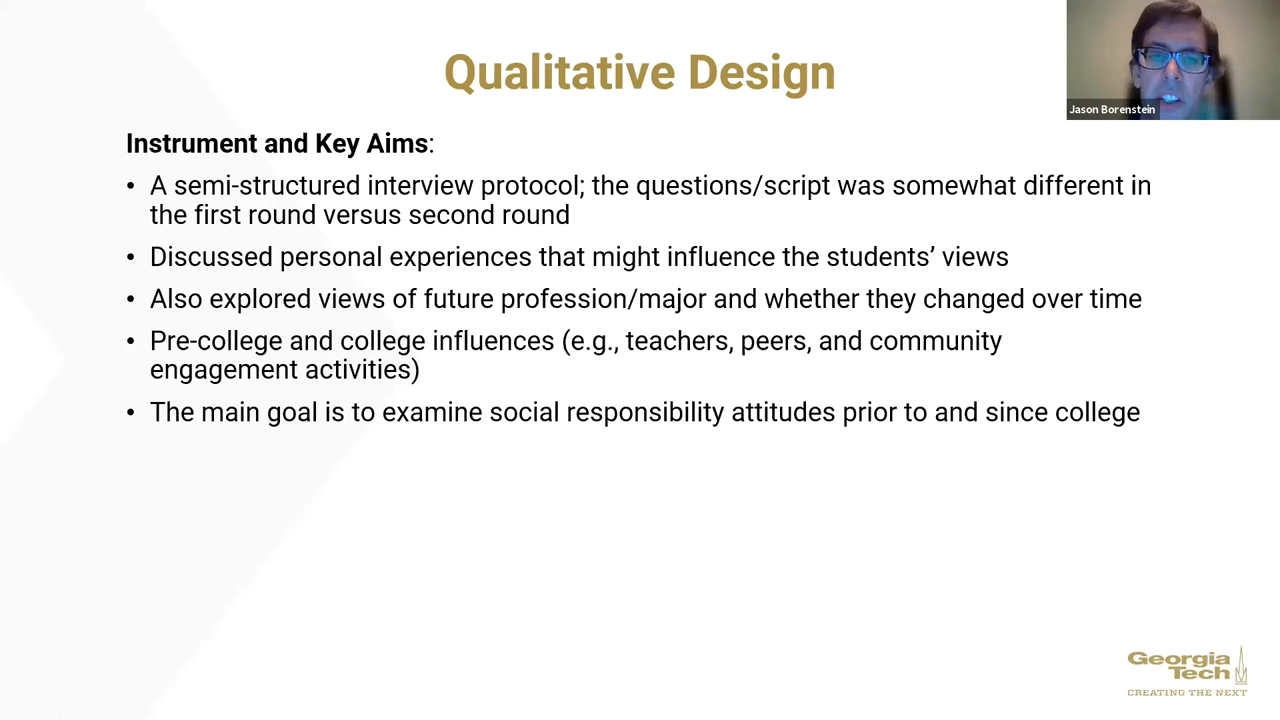 Qualitative Design
Jason Borenstein
Instrument and Key Aims:
• A semi-structured interview protocol; the questions/script was somewhat different in
the first round versus second round
• Discussed personal experiences that might influence the students’ views
• Also explored views of future profession/major and whether they changed over time
• Pre-college and college influences (e.g., teachers, peers, and community
engagement activities)
• The main goal is to examine social responsibility attitudes prior to and since college
Georgia
Tech
CREATING THE NEXT